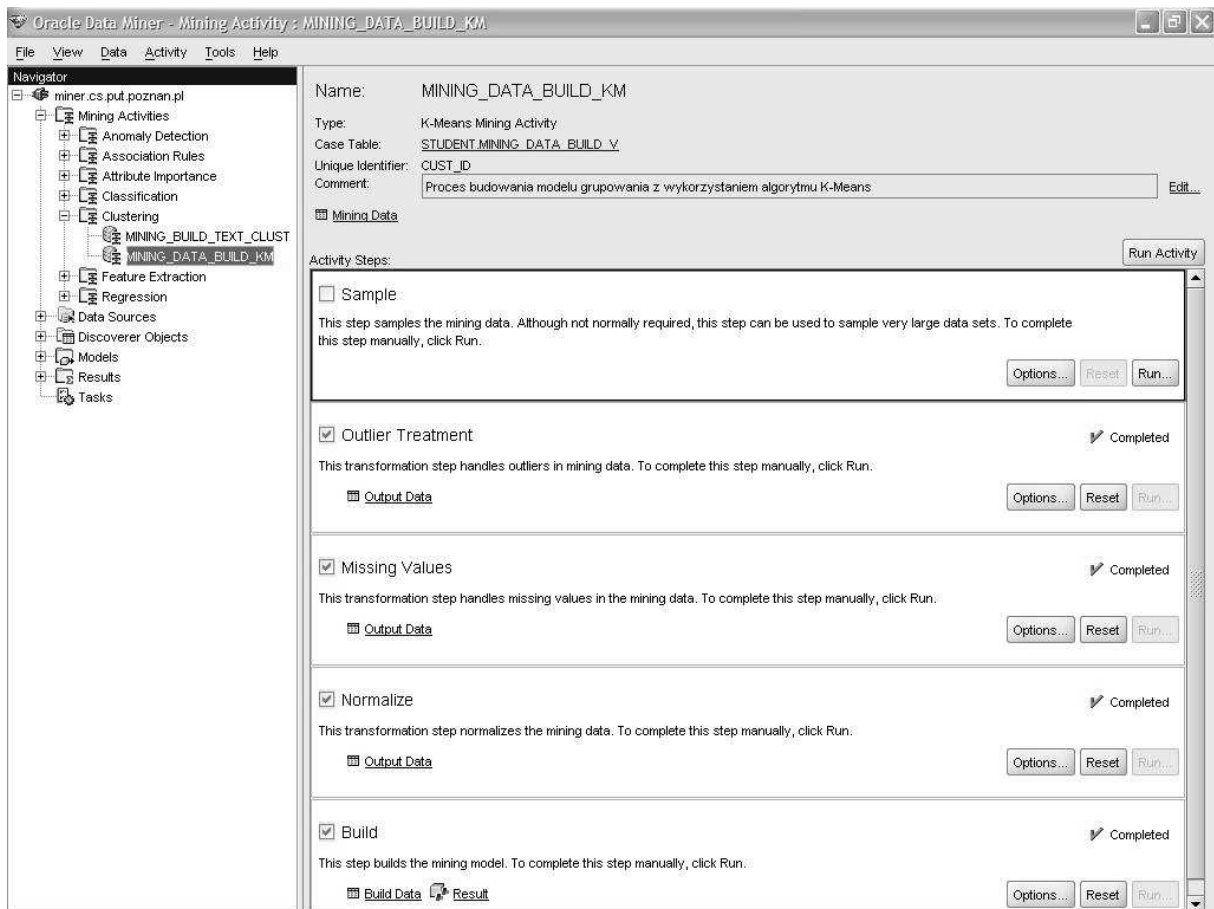 Oracle Data Miner - Mining Activity : MINING_DATA_BUILD_KM
File View Data Activity Tools Help
Navigator
miner.cs.put.poznan.pl
Mining Activities
Anomaly Detection
Association Rules
Attribute Importance
Classification
Clustering
MINING_BUILD_TEXT_CLUST
MINING_DATA_BUILD_KM
Feature Extraction
Regression
Data Sources
Discoverer Objects
Models
Results
Tasks
Name: MINING_DATA_BUILD_KM
Type: K-Means Mining Activity
Case Table: STUDENT.MINING_DATA_BUILD_V
Unique Identifier: CUST_ID
Comment: Proces budowania modelu grupowania z wykorzystaniem algorytmu K-Means Edit...
Mining Data
Activity Steps: Run Activity
Sample
This step samples the mining data. Although not normally required, this step can be used to sample very large data sets. To complete
this step manually, click Run.
Options... Reset Run...
Outlier Treatment Completed
This transformation step handles outliers in mining data. To complete this step manually, click Run.
Output Data
Options... Reset Run...
Missing Values Completed
This transformation step handles missing values in the mining data. To complete this step manually, click Run.
Output Data
Options... Reset Run...
Normalize Completed
This transformation step normalizes the mining data. To complete this step manually, click Run.
Output Data
Options... Reset Run...
Build Completed
This step builds the mining model. To complete this step manually, click Run.
Build Data Result
Options... Reset Run...